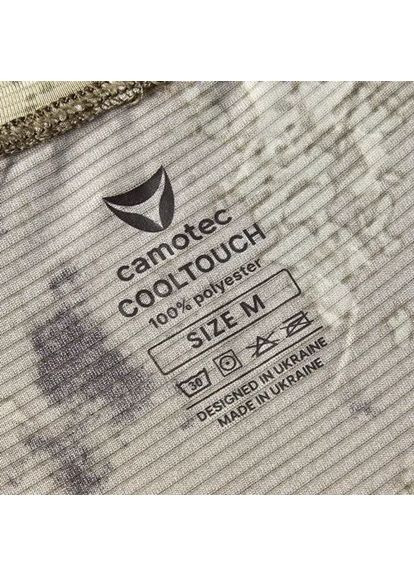 camotec
COOLTOUCH
100% polyester
SIZE M
30°
DESIGNED IN UKRAINE
MADE IN UKRAINE